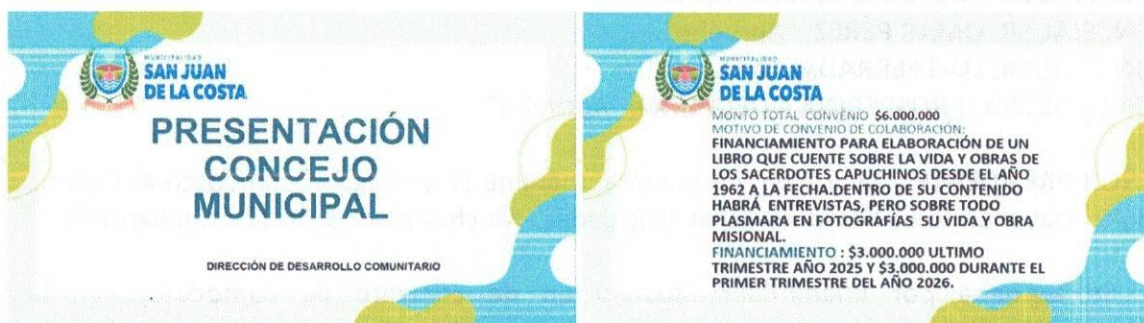 MUNICIPALIDAD
SAN JUAN
DE LA COSTA
PRESENTACIÓN
CONCEJO
MUNICIPAL
DIRECCIÓN DE DESARROLLO COMUNITARIO
MUNICIPALIDAD
SAN JUAN
DE LA COSTA
MONTO TOTAL CONVENIO $6.000.000
MOTIVO DE CONVENIO DE COLABORACIÓN:
FINANCIAMIENTO PARA ELABORACIÓN DE UN
LIBRO QUE CUENTE SOBRE LA VIDA Y OBRAS DE
LOS SACERDOTES CAPUCHINOS DESDE EL AÑO
1962 A LA FECHA.DENTRO DE SU CONTENIDO
HABRÁ ENTREVISTAS, PERO SOBRE TODO
PLASMARA EN FOTOGRAFÍAS SU VIDA Y OBRA
MISIONAL.
FINANCIAMIENTO : $3.000.000 ULTIMO
TRIMESTRE AÑO 2025 Y $3,000.000 DURANTE EL
PRIMER TRIMESTRE DEL AÑO 2026.